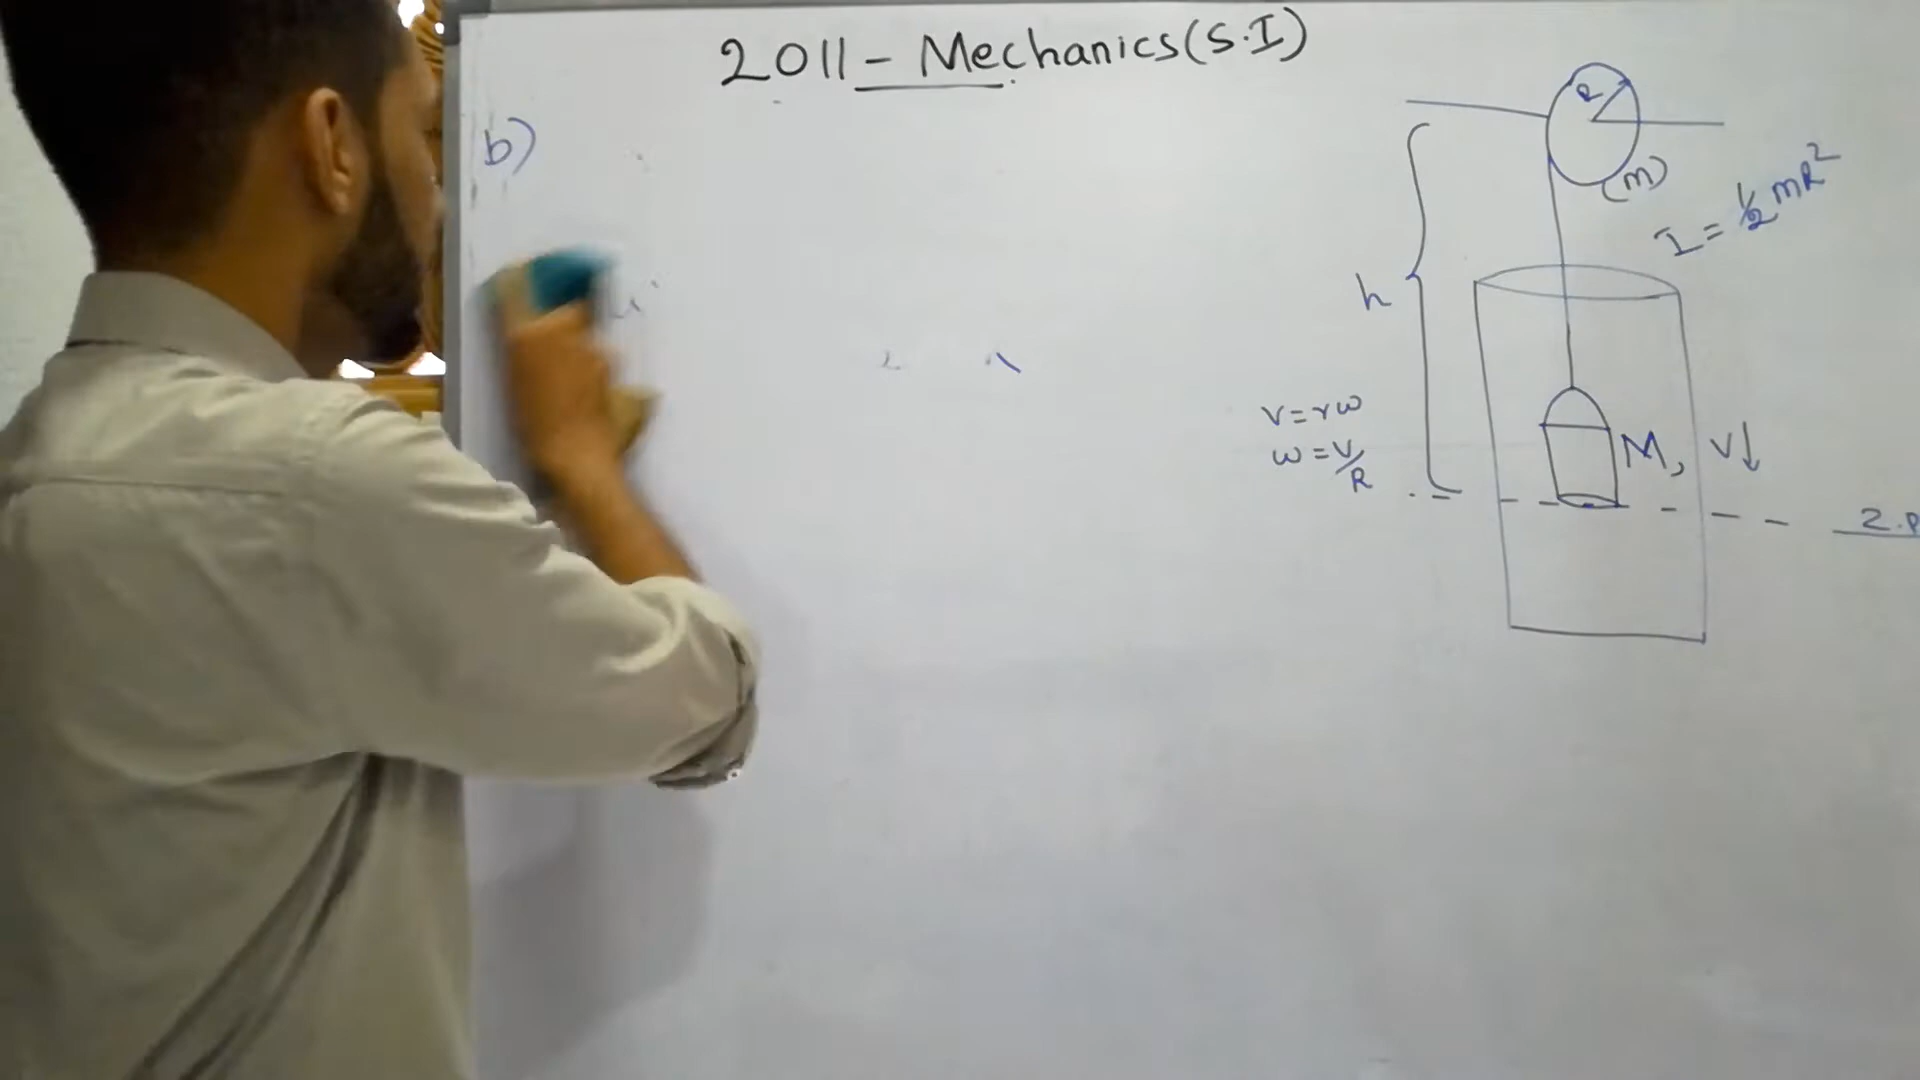 2011 - Mechanics (S.I)
b)
R
(m)
I = ½ mR²
h
v = rω
ω = v/R
M, v↓
Z.P